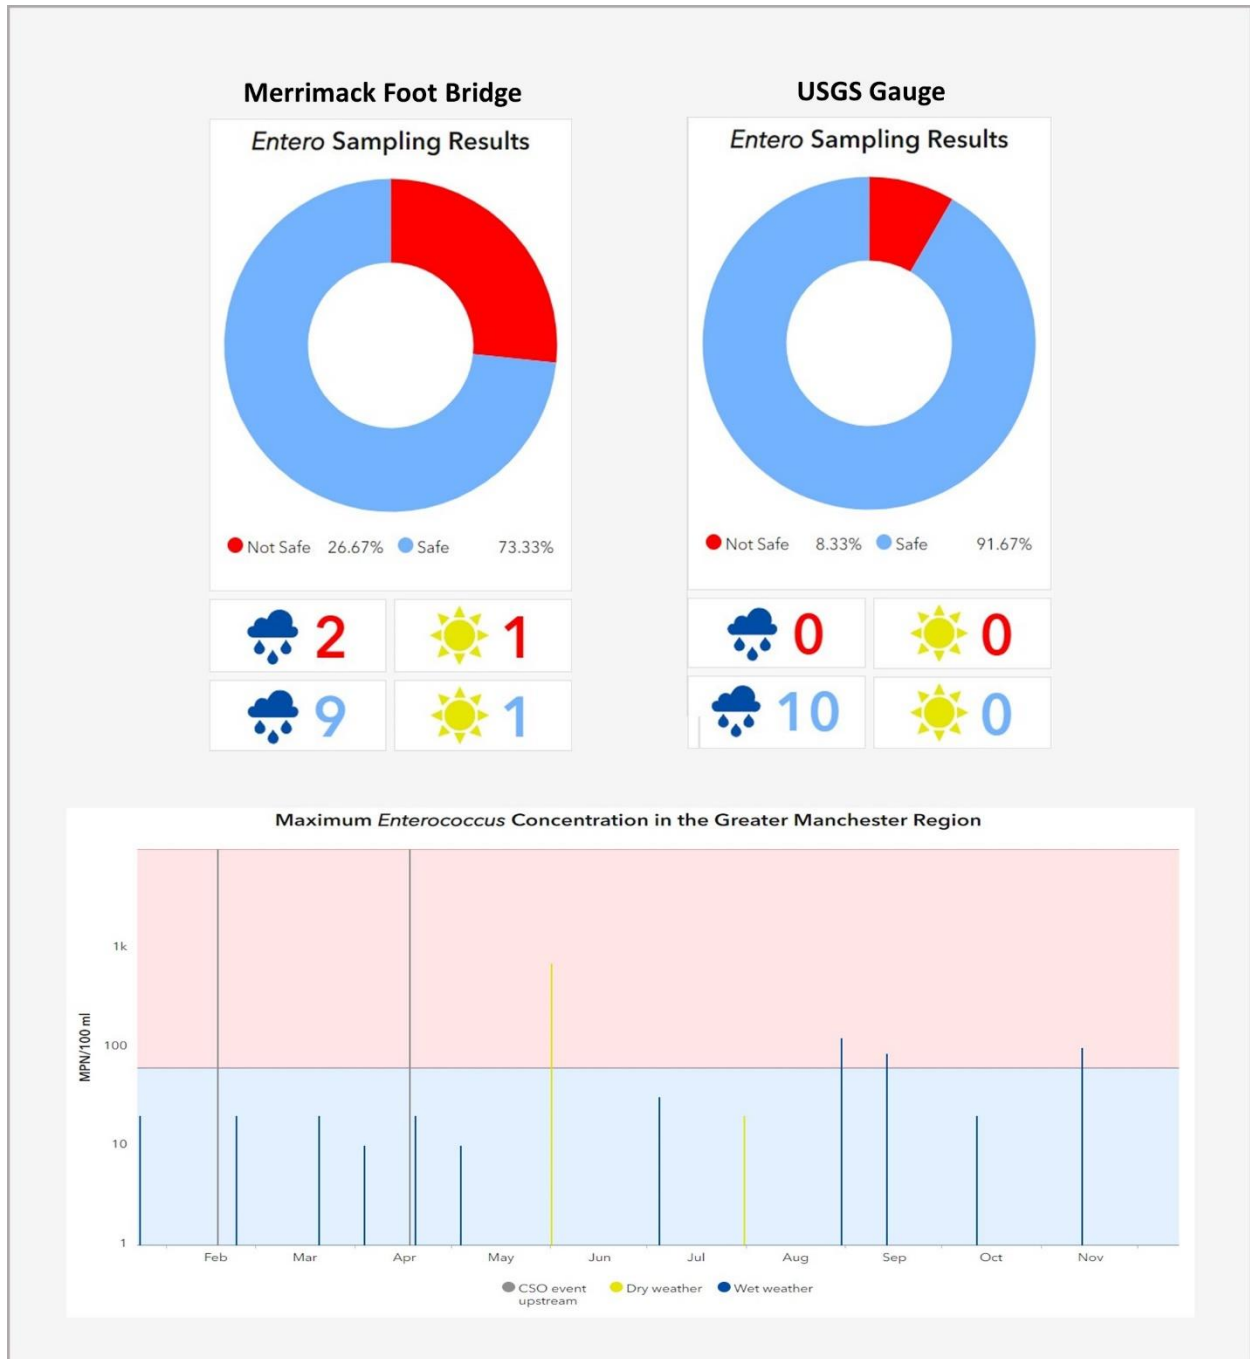 Merrimack Foot Bridge
Entero Sampling Results
Not Safe 26.67% Safe 73.33%
2 1
9 1
USGS Gauge
Entero Sampling Results
Not Safe 8.33% Safe 91.67%
0 0
10 0
Maximum Enterococcus Concentration in the Greater Manchester Region
MPN/100 ml
1k
100
10
1
Feb Mar Apr May Jun Jul Aug Sep Oct Nov
CSO event upstream Dry weather Wet weather